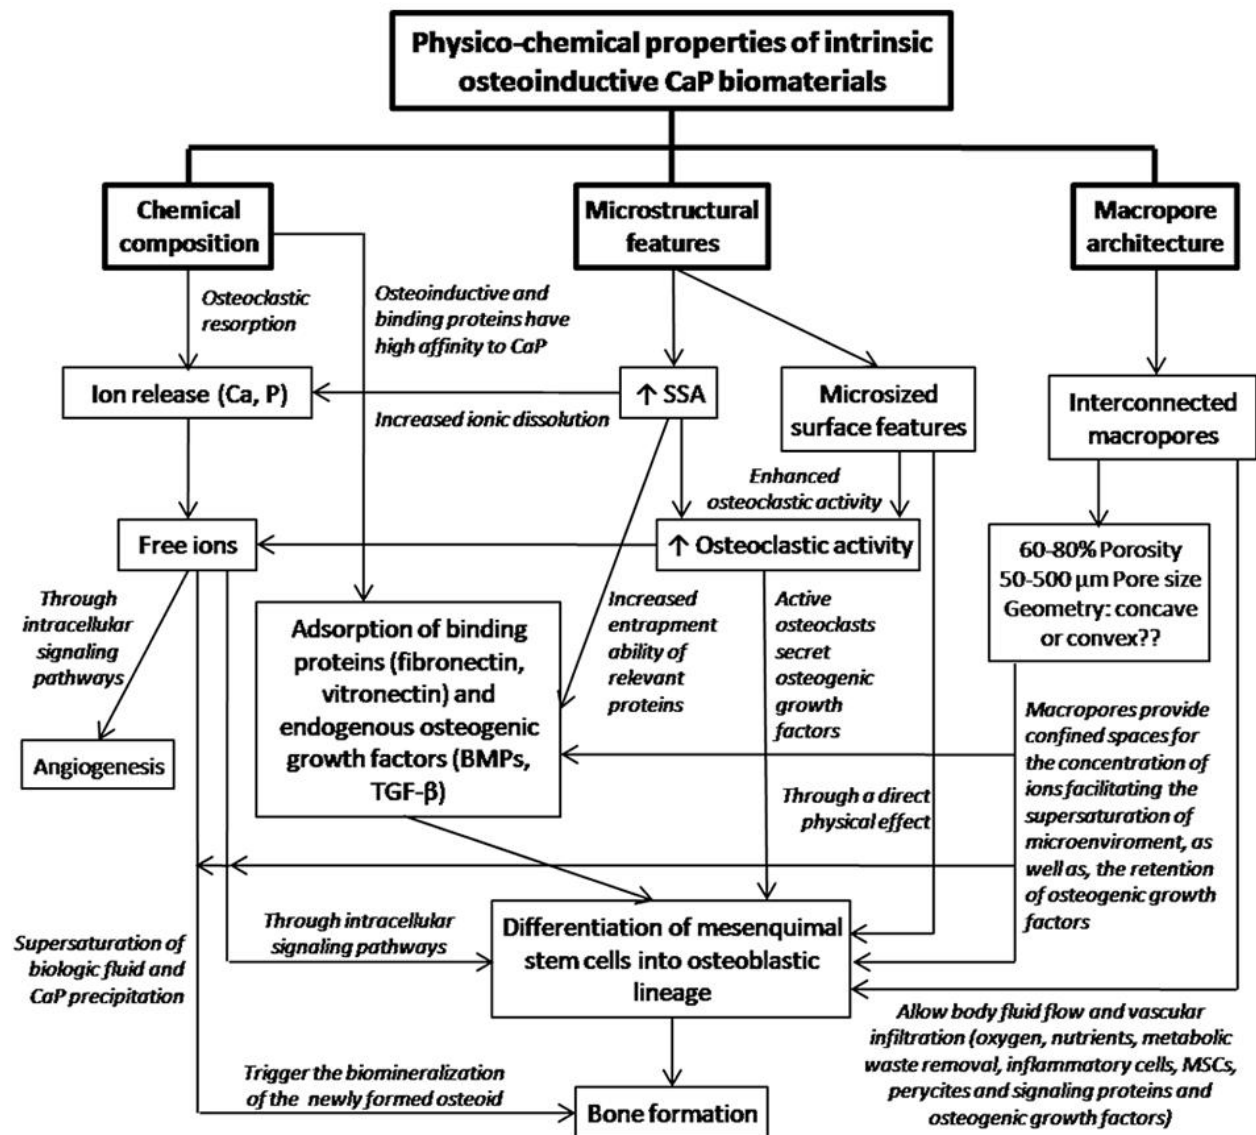 Physico-chemical properties of intrinsic
osteoinductive CaP biomaterials
Chemical
composition
Microstructural
features
Macropore
architecture
Osteoclastic
resorption
Osteoinductive and
binding proteins have
high affinity to CaP
Ion release (Ca, P)
↑ SSA
Microsized
surface features
Interconnected
macropores
Increased ionic dissolution
Enhanced
osteoclastic activity
Free ions
↑ Osteoclastic activity
60-80% Porosity
50-500 µm Pore size
Geometry: concave
or convex??
Through
intracellular
signaling
pathways
Adsorption of binding
proteins (fibronectin,
vitronectin) and
endogenous osteogenic
growth factors (BMPs,
TGF-β)
Increased
entrapment
ability of
relevant
proteins
Active
osteoclasts
secret
osteogenic
growth
factors
Angiogenesis
Macropores provide
confined spaces for
the concentration of
ions facilitating the
supersaturation of
microenviroment, as
well as, the retention
of osteogenic growth
factors
Through a direct
physical effect
Supersaturation of
biologic fluid and
CaP precipitation
Through intracellular
signaling pathways
Differentiation of mesenquimal
stem cells into osteoblastic
lineage
Allow body fluid flow and vascular
infiltration (oxygen, nutrients, metabolic
waste removal, inflammatory cells, MSCs,
perycites and signaling proteins and
osteogenic growth factors)
Trigger the biomineralization
of the newly formed osteoid
Bone formation